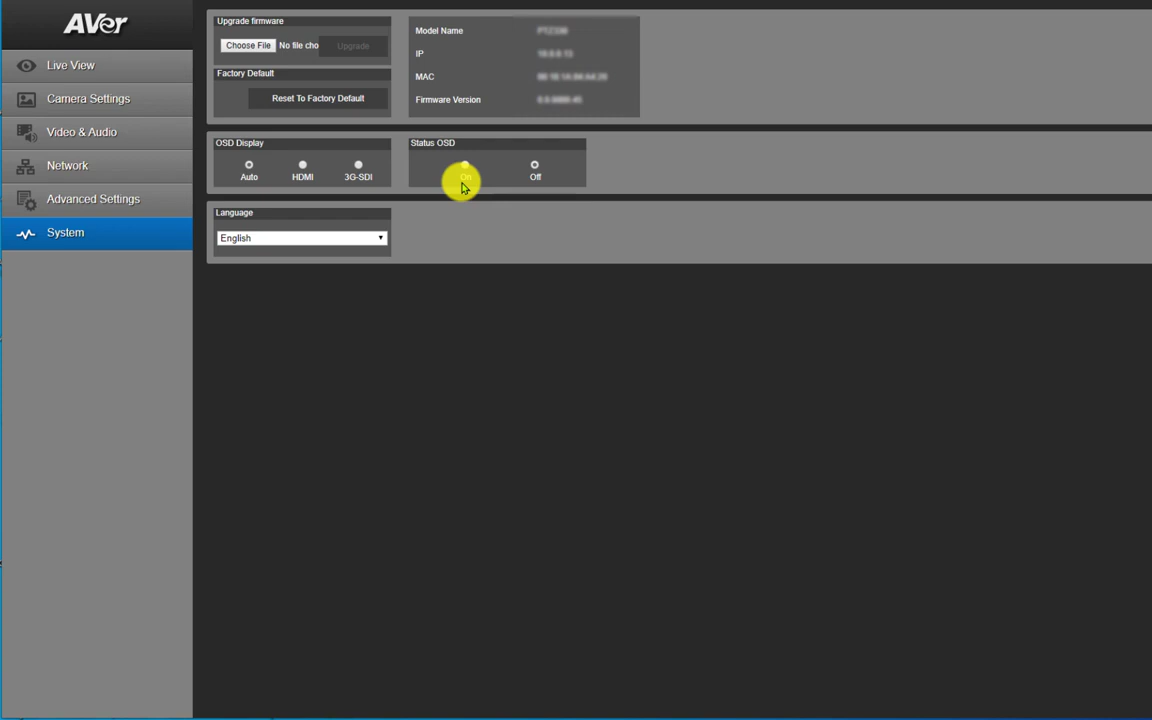 AVer
Live View
Camera Settings
Video & Audio
Network
Advanced Settings
System
Upgrade firmware
Choose File No file cho Upgrade
Factory Default
Reset To Factory Default
Model Name
IP
MAC
Firmware Version
OSD Display
Auto HDMI 3G-SDI
Status OSD
On Off
Language
English